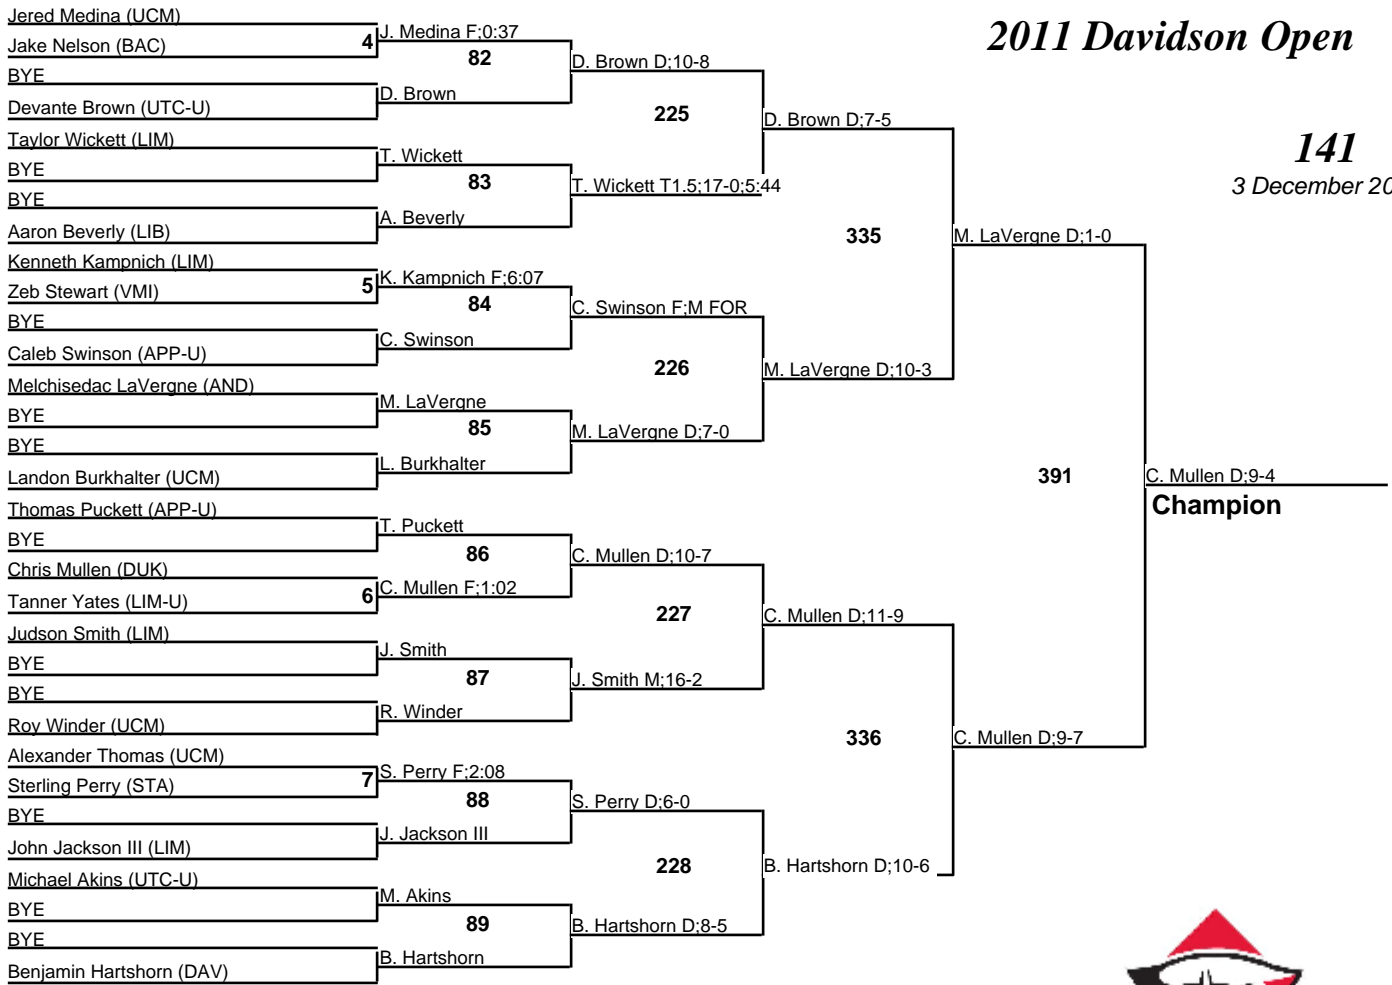 2011 Davidson Open
141
3 December 20
Jered Medina (UCM)
Jake Nelson (BAC)
BYE
Devante Brown (UTC-U)
Taylor Wickett (LIM)
BYE
BYE
Aaron Beverly (LIB)
Kenneth Kampnich (LIM)
Zeb Stewart (VMI)
BYE
Caleb Swinson (APP-U)
Melchisedac LaVergne (AND)
BYE
BYE
Landon Burkhalter (UCM)
Thomas Puckett (APP-U)
BYE
Chris Mullen (DUK)
Tanner Yates (LIM-U)
Judson Smith (LIM)
BYE
BYE
Roy Winder (UCM)
Alexander Thomas (UCM)
Sterling Perry (STA)
BYE
John Jackson III (LIM)
Michael Akins (UTC-U)
BYE
BYE
Benjamin Hartshorn (DAV)
4
J. Medina F;0:37
82
D. Brown
T. Wickett
83
A. Beverly
5
K. Kampnich F;6:07
84
C. Swinson
M. LaVergne
85
L. Burkhalter
T. Puckett
86
6
C. Mullen F;1:02
J. Smith
87
R. Winder
7
S. Perry F;2:08
88
J. Jackson III
M. Akins
89
B. Hartshorn
D. Brown D;10-8
225
T. Wickett T1.5;17-0;5:44
C. Swinson F;M FOR
226
M. LaVergne D;7-0
C. Mullen D;10-7
227
J. Smith M;16-2
S. Perry D;6-0
228
B. Hartshorn D;8-5
D. Brown D;7-5
335
M. LaVergne D;10-3
C. Mullen D;11-9
336
B. Hartshorn D;10-6
M. LaVergne D;1-0
391
C. Mullen D;9-7
C. Mullen D;9-4
Champion